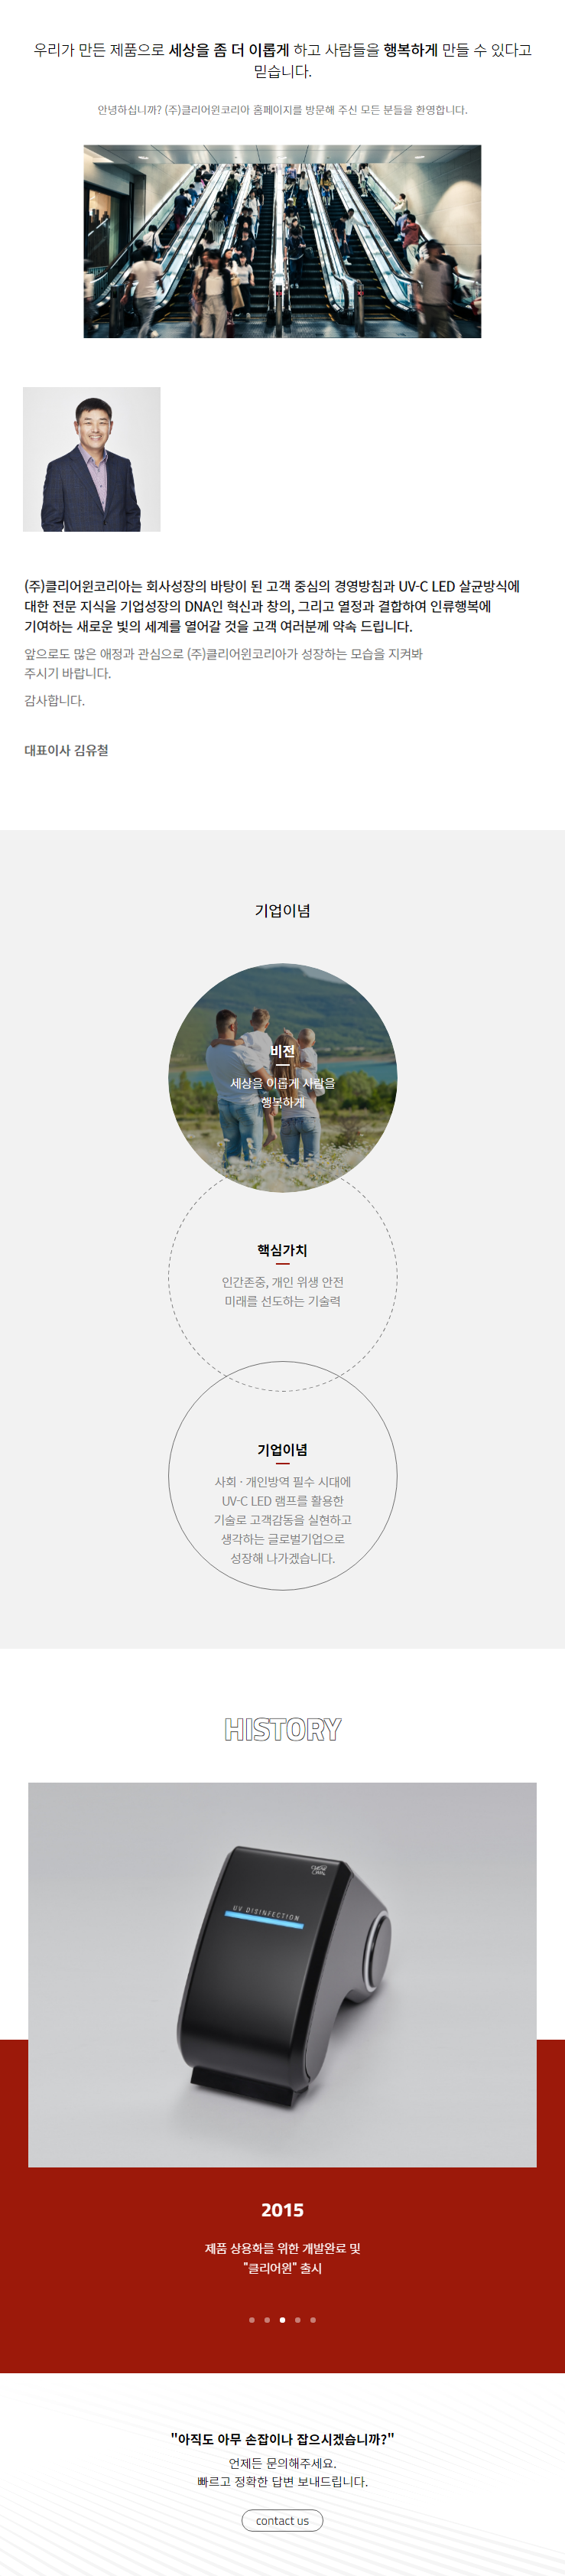 우리가 만든 제품으로 세상을 좀 더 이롭게 하고 사람들을 행복하게 만들 수 있다고
믿습니다.
안녕하십니까? (주)클리어윈코리아 홈페이지를 방문해 주신 모든 분들을 환영합니다.
(주)클리어윈코리아는 회사성장의 바탕이 된 고객 중심의 경영방침과 UV-C LED 살균방식에
대한 전문 지식을 기업성장의 DNA인 혁신과 창의, 그리고 열정과 결합하여 인류행복에
기여하는 새로운 빛의 세계를 열어갈 것을 고객 여러분께 약속 드립니다.
앞으로도 많은 애정과 관심으로 (주)클리어윈코리아가 성장하는 모습을 지켜봐
주시기 바랍니다.
감사합니다.
대표이사 김유철
기업이념
비전
세상을 이롭게 사람을
행복하게
핵심가치
인간존중, 개인 위생 안전
미래를 선도하는 기술력
기업이념
사회 · 개인방역 필수 시대에
UV-C LED 램프를 활용한
기술로 고객감동을 실현하고
생각하는 글로벌기업으로
성장해 나가겠습니다.
HISTORY
UV DISINFECTION
2015
제품 상용화를 위한 개발완료 및
"클리어윈" 출시
"아직도 아무 손잡이나 잡으시겠습니까?"
언제든 문의해주세요.
빠르고 정확한 답변 보내드립니다.
contact us